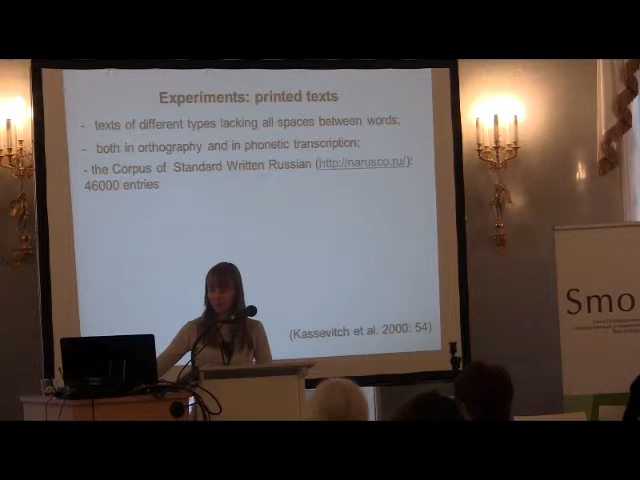 Experiments: printed texts
- texts of different types lacking all spaces between words;
- both in orthography and in phonetic transcription;
- the Corpus of Standard Written Russian (http://narusco.ru/):
46000 entries
(Kassevitch et al. 2000: 54)
Smo